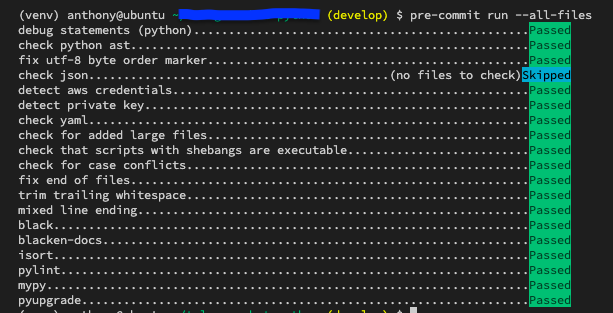 (venv) anthony@ubuntu ~ (develop) $ pre-commit run --all-files
debug statements (python)................................................Passed
check python ast.........................................................Passed
fix utf-8 byte order marker..............................................Passed
check json...........................................(no files to check)Skipped
detect aws credentials...................................................Passed
detect private key.......................................................Passed
check yaml...............................................................Passed
check for added large files..............................................Passed
check that scripts with shebangs are executable..........................Passed
check for case conflicts.................................................Passed
fix end of files.........................................................Passed
trim trailing whitespace.................................................Passed
mixed line ending........................................................Passed
black....................................................................Passed
blacken-docs.............................................................Passed
isort....................................................................Passed
pylint...................................................................Passed
mypy.....................................................................Passed
pyupgrade................................................................Passed